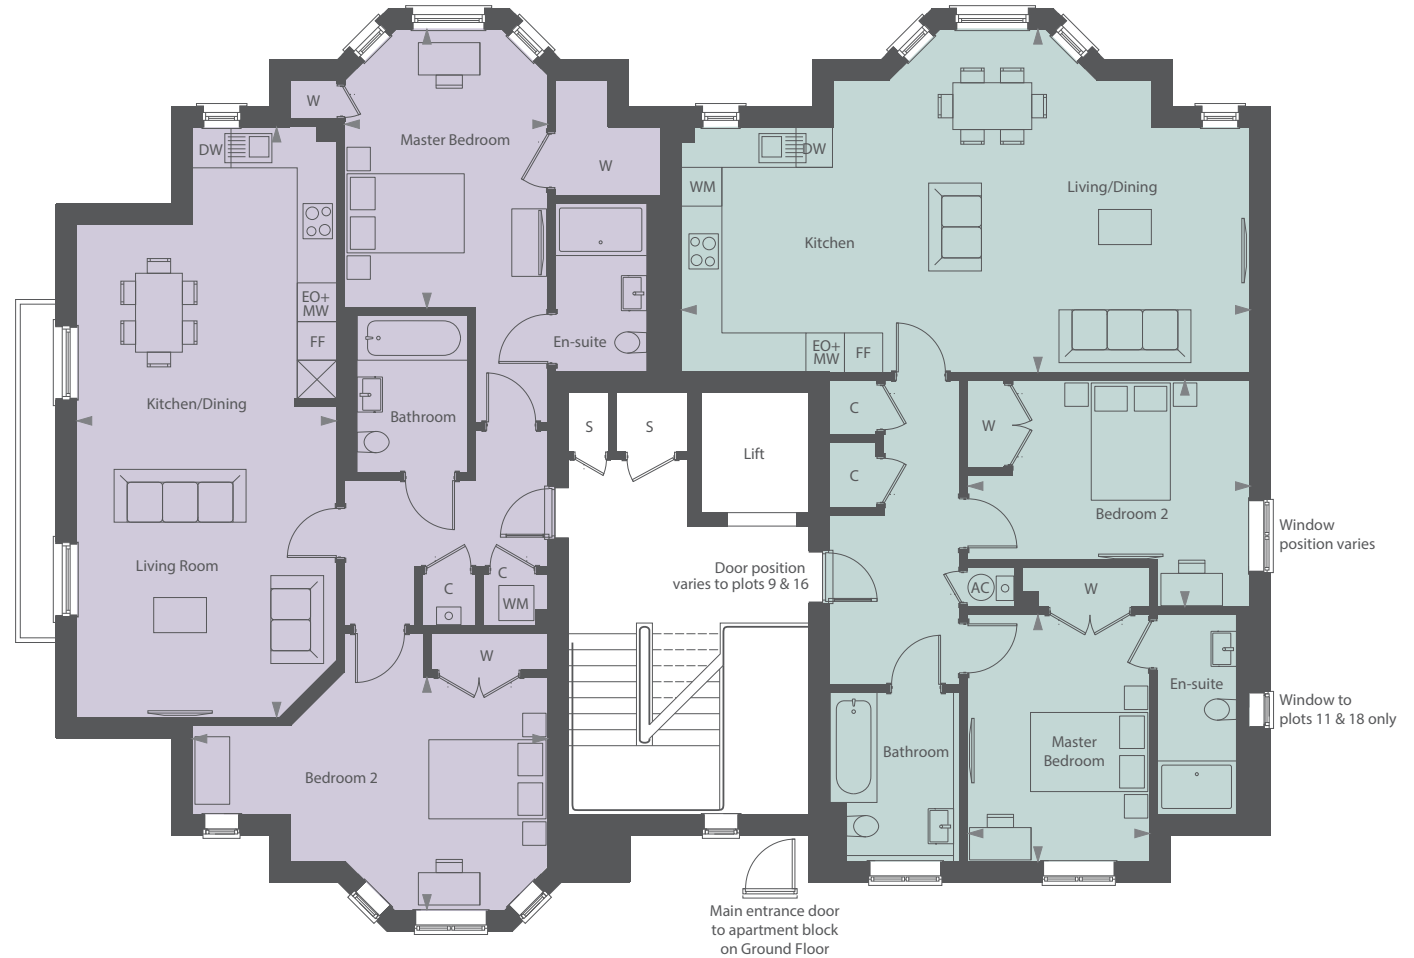 W
Master Bedroom
W
DW
EO+
MW
FF
Kitchen/Dining
Living Room
En-suite
Bathroom
C
C
WM
W
Bedroom 2
S
S
Lift
Door position
varies to plots 9 & 16
Main entrance door
to apartment block
on Ground Floor
DW
WM
Kitchen
Living/Dining
EO+
MW
FF
C
C
W
Bedroom 2
Window
position varies
AC
W
En-suite
Window to
plots 11 & 18 only
Master
Bedroom
Bathroom